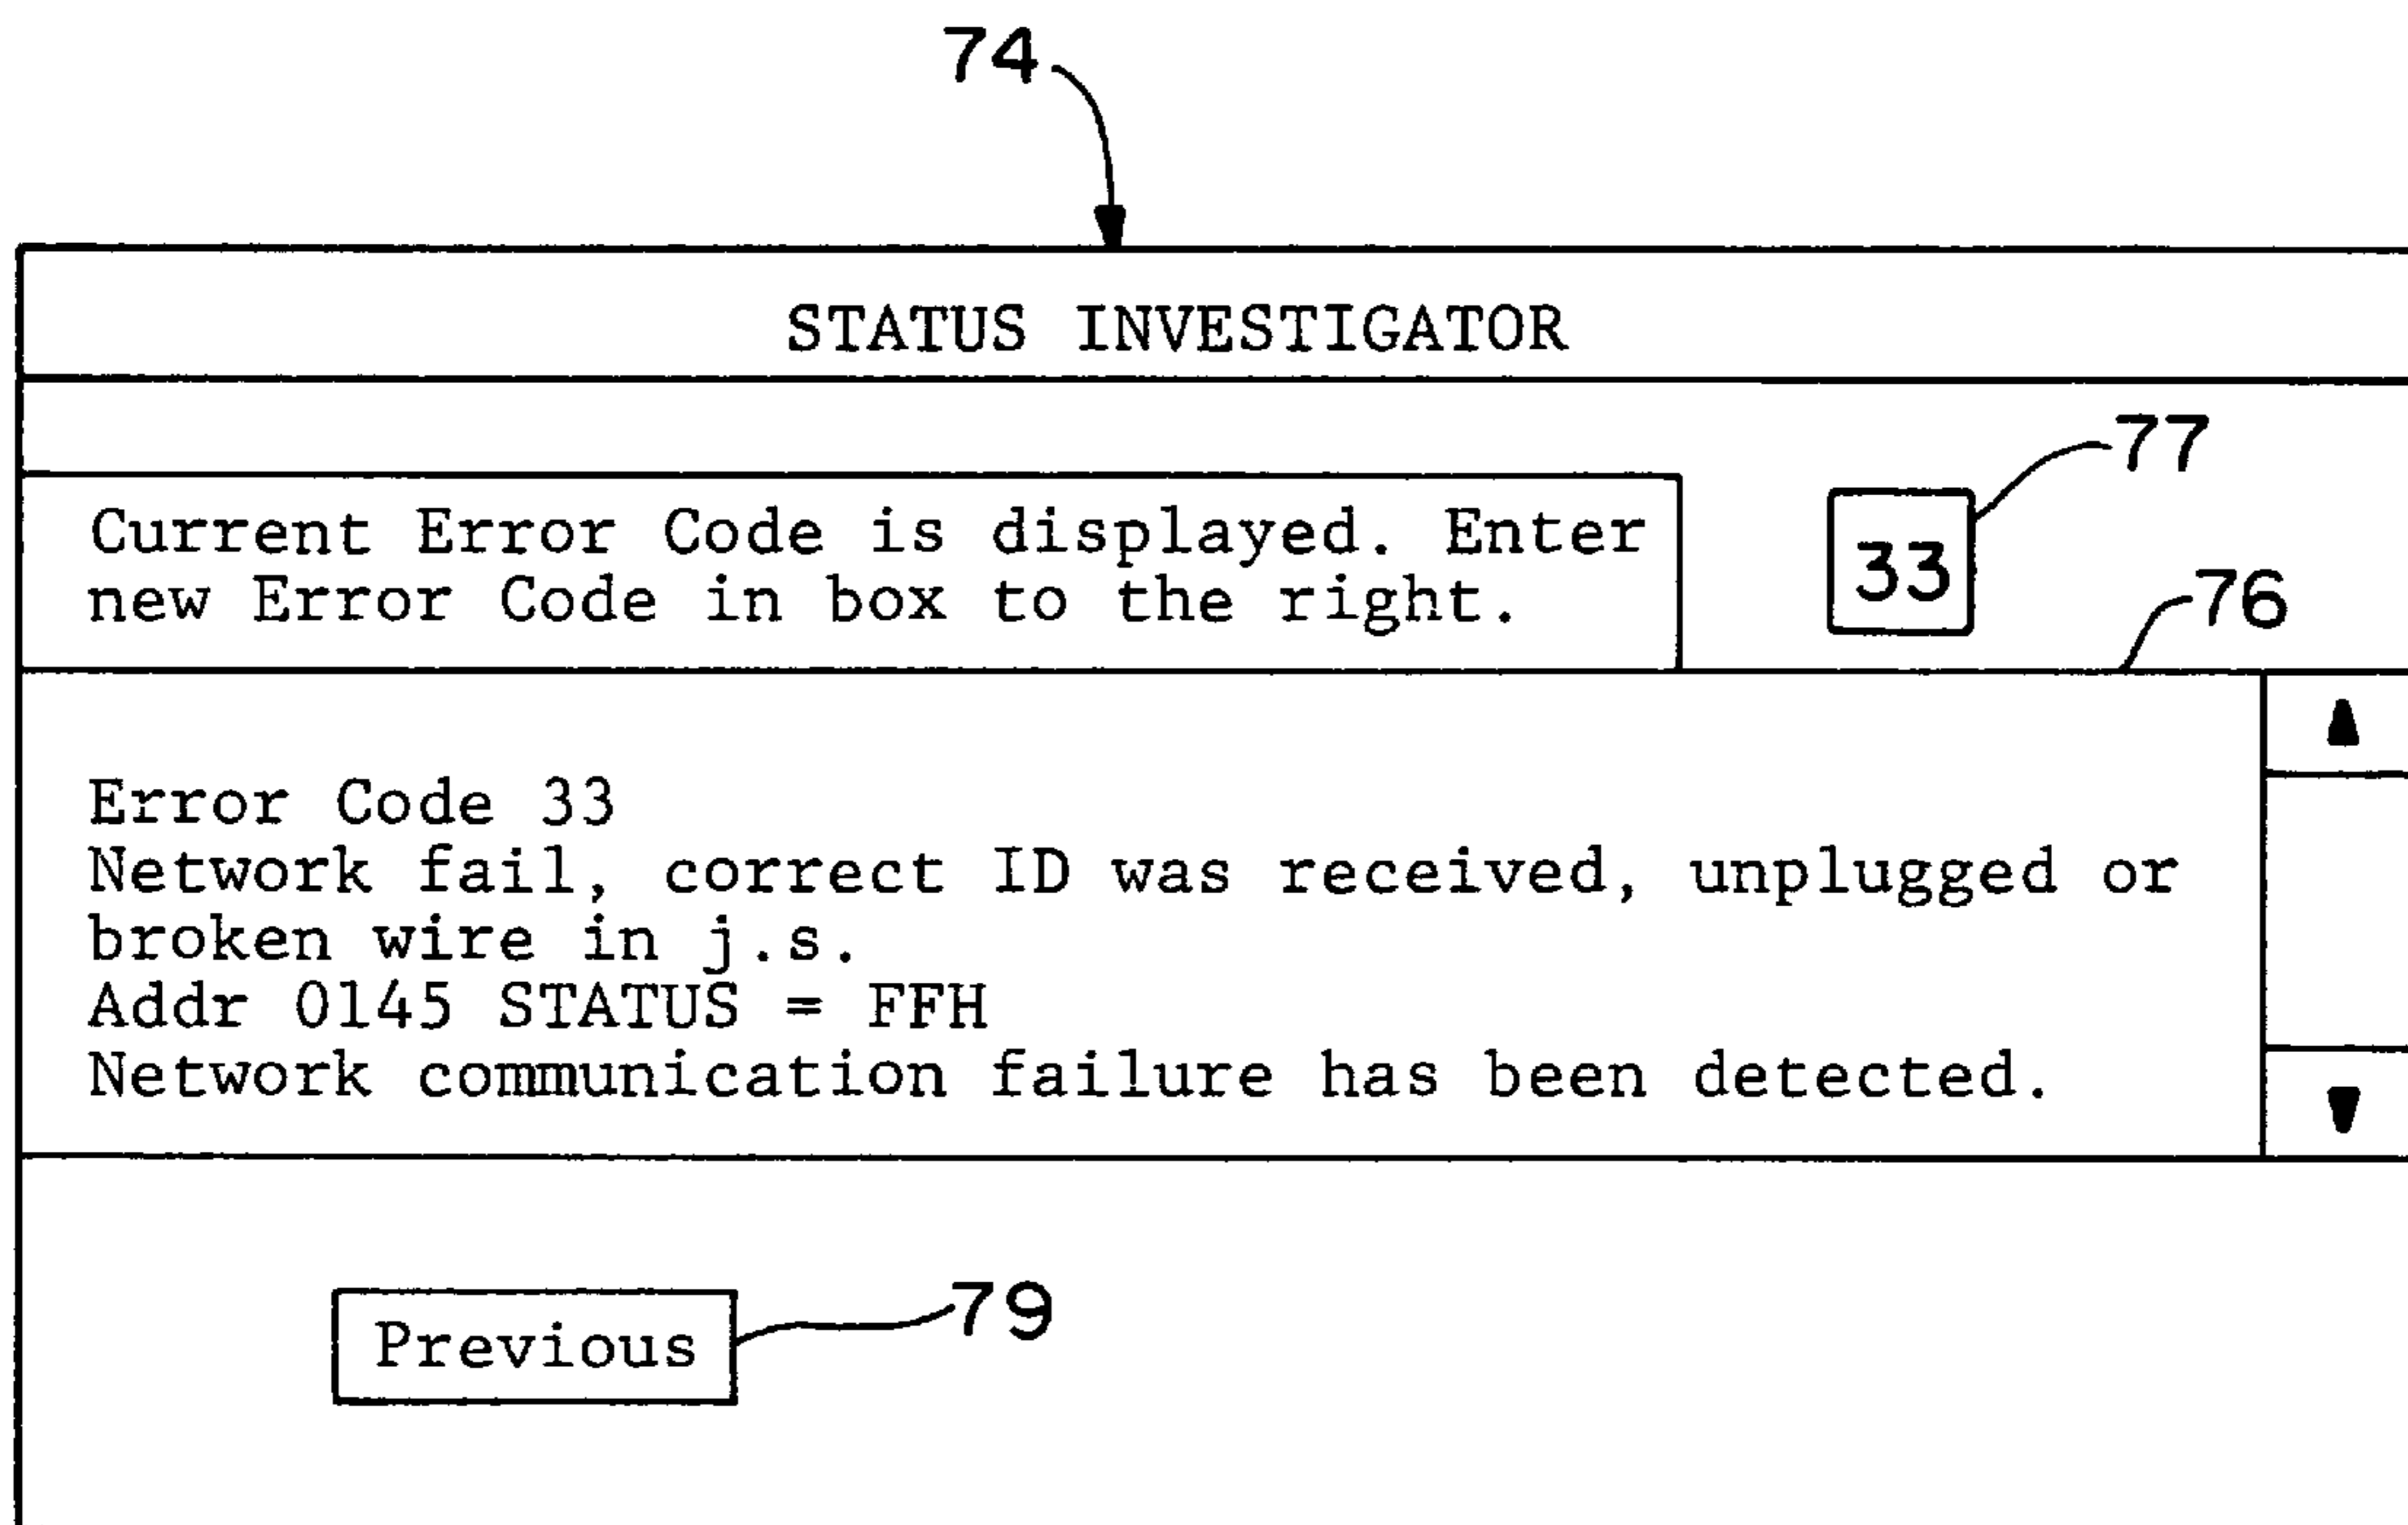 74
STATUS INVESTIGATOR
77
Current Error Code is displayed. Enter
new Error Code in box to the right.
33
76
Error Code 33
Network fail, correct ID was received, unplugged or
broken wire in j.s.
Addr 0145 STATUS = FFH
Network communication failure has been detected.
Previous
79